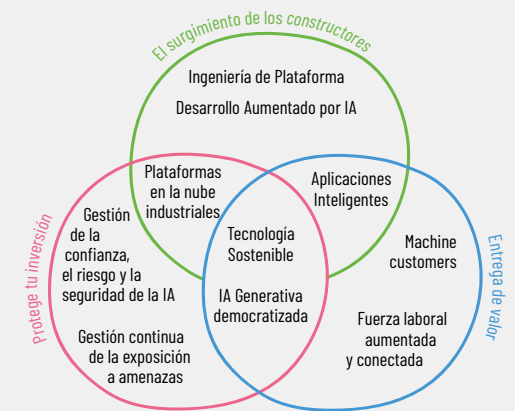 El surgimiento de los constructores
Ingeniería de Plataforma
Desarrollo Aumentado por IA
Plataformas
en la nube
industriales
Aplicaciones
Inteligentes
Protege tu inversión
Gestión
de la
confianza,
el riesgo y la
seguridad de la IA
Tecnología
Sostenible
Machine
customers
Entrega de valor
IA Generativa
democratizada
Gestión continua
de la exposición
a amenazas
Fuerza laboral
aumentada
y conectada